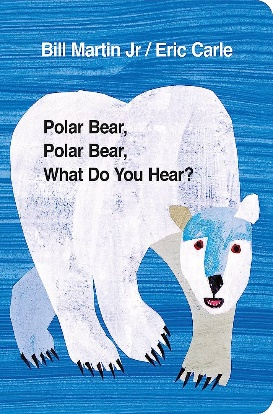 Bill Martin Jr / Eric Carle
Polar Bear,
Polar Bear,
What Do You Hear?